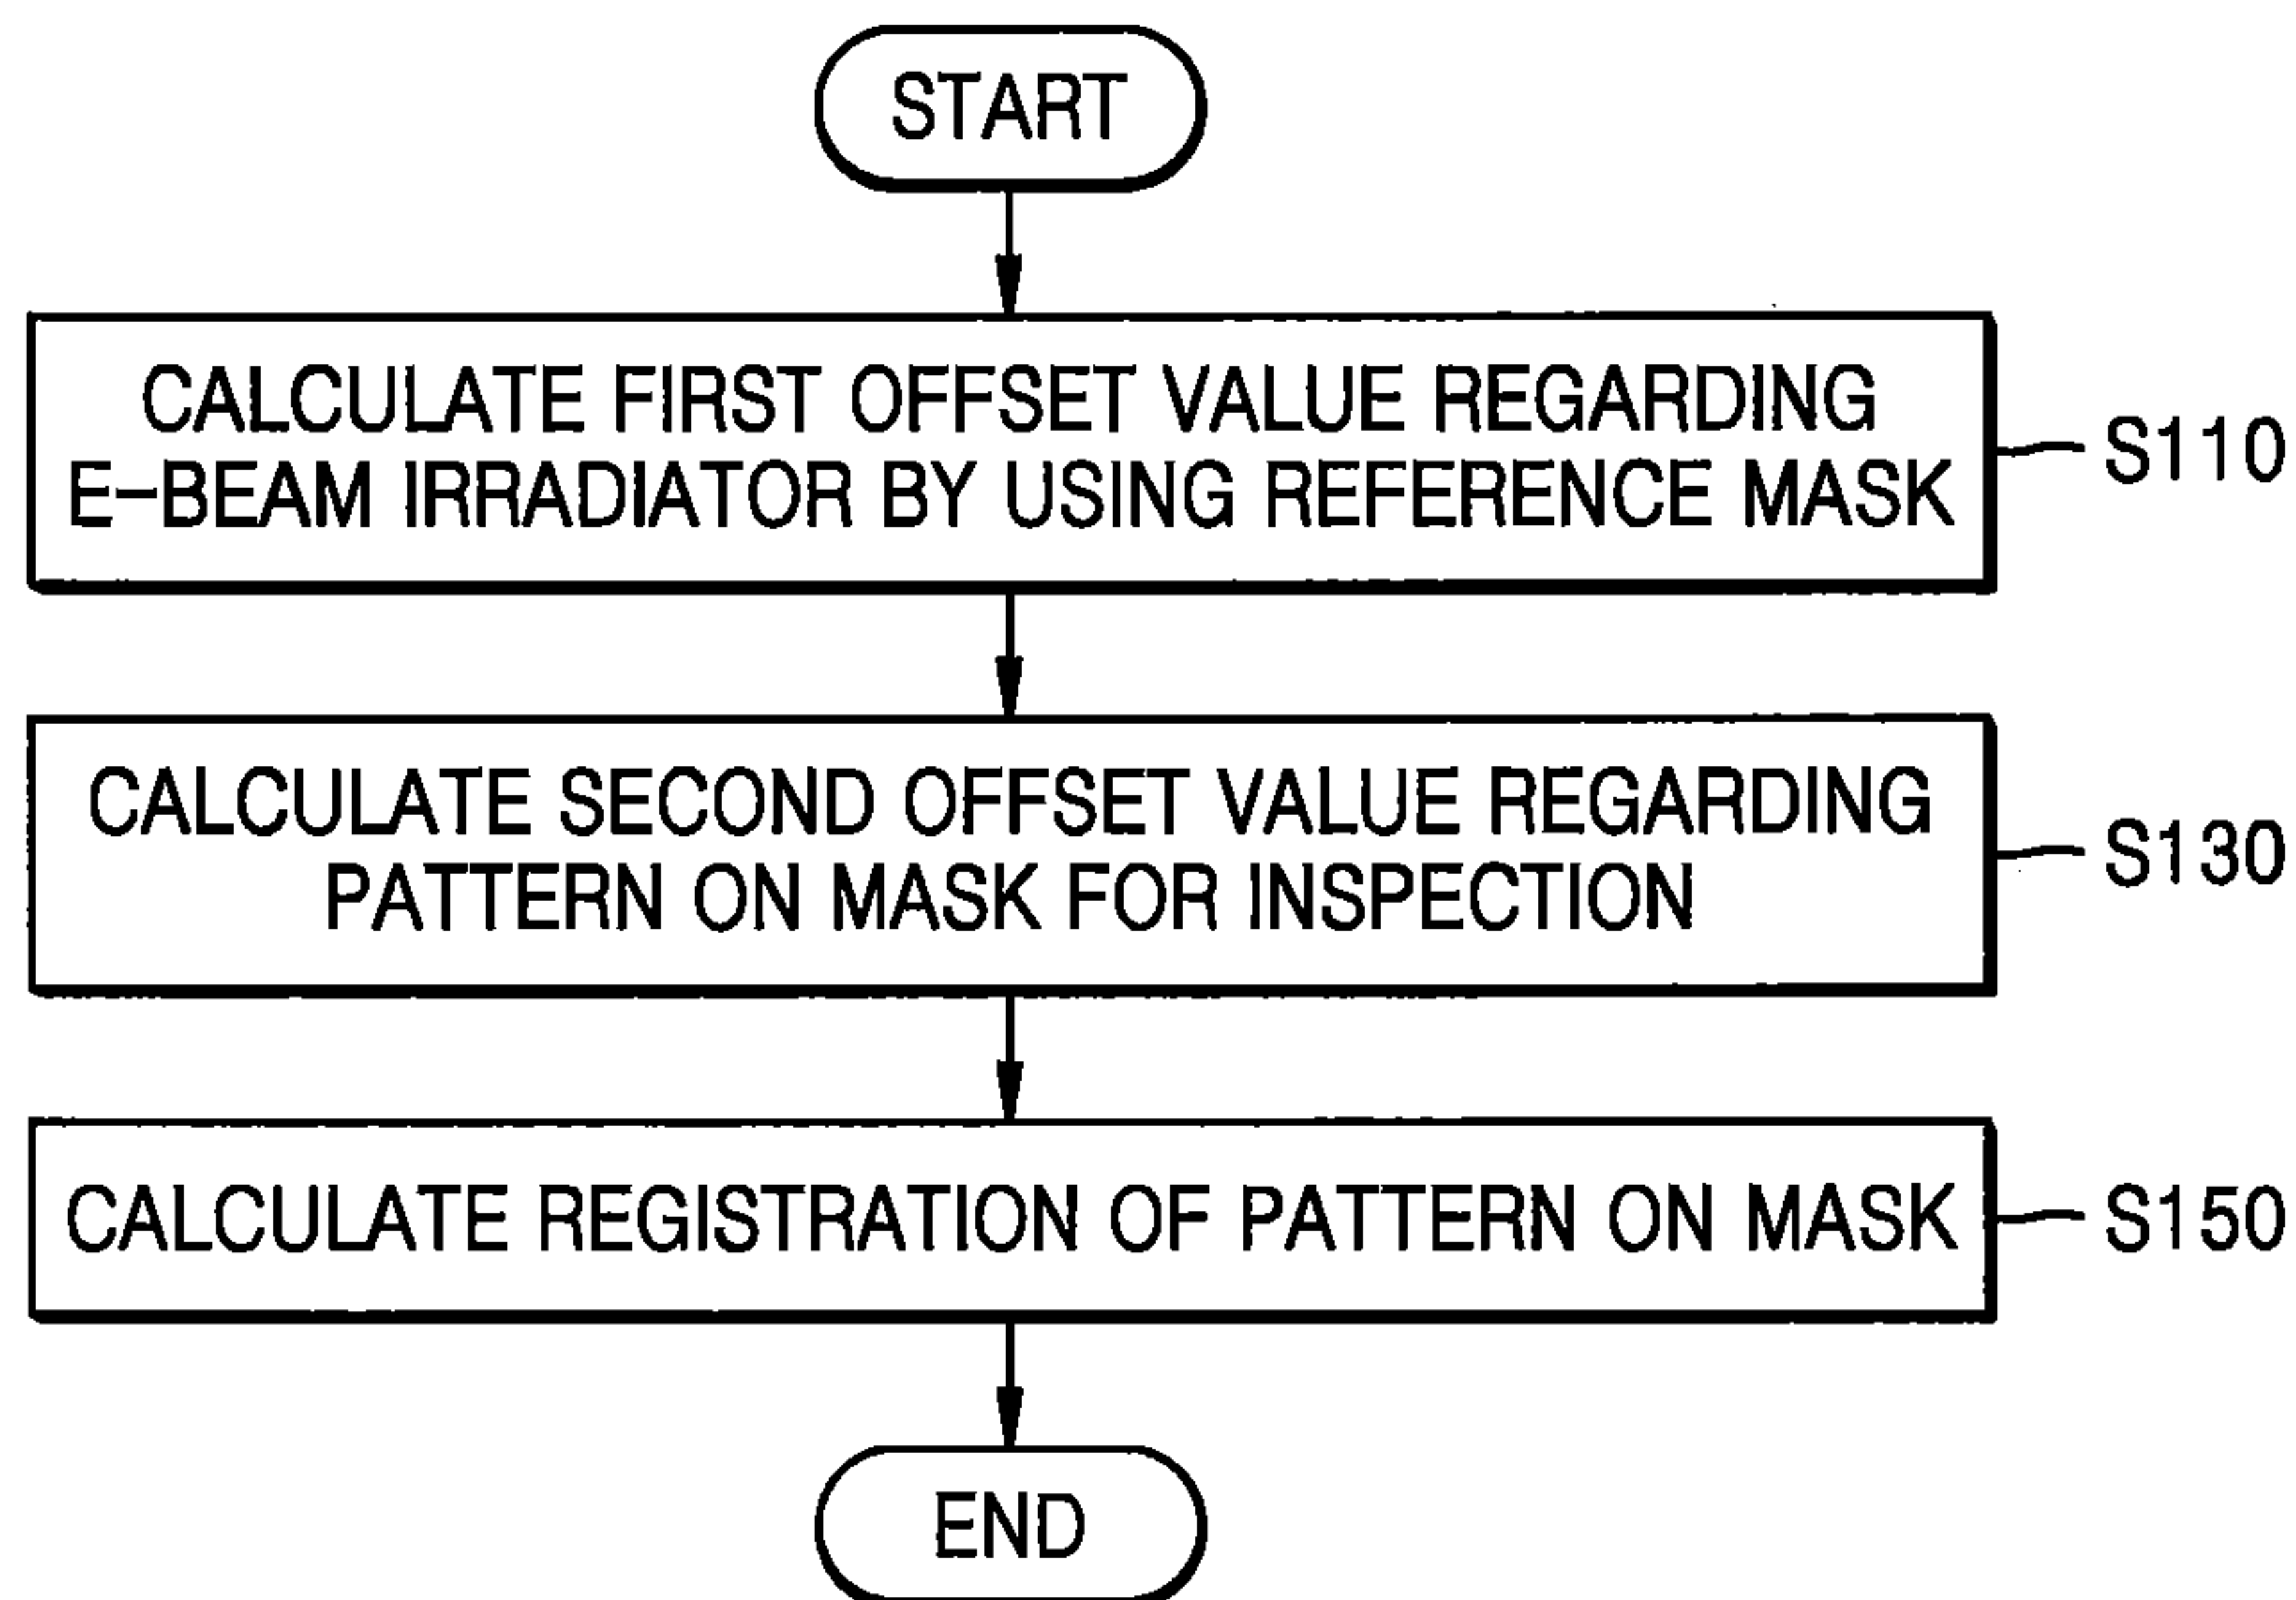 START
CALCULATE FIRST OFFSET VALUE REGARDING
E-BEAM IRRADIATOR BY USING REFERENCE MASK
S110
CALCULATE SECOND OFFSET VALUE REGARDING
PATTERN ON MASK FOR INSPECTION
S130
CALCULATE REGISTRATION OF PATTERN ON MASK
S150
END